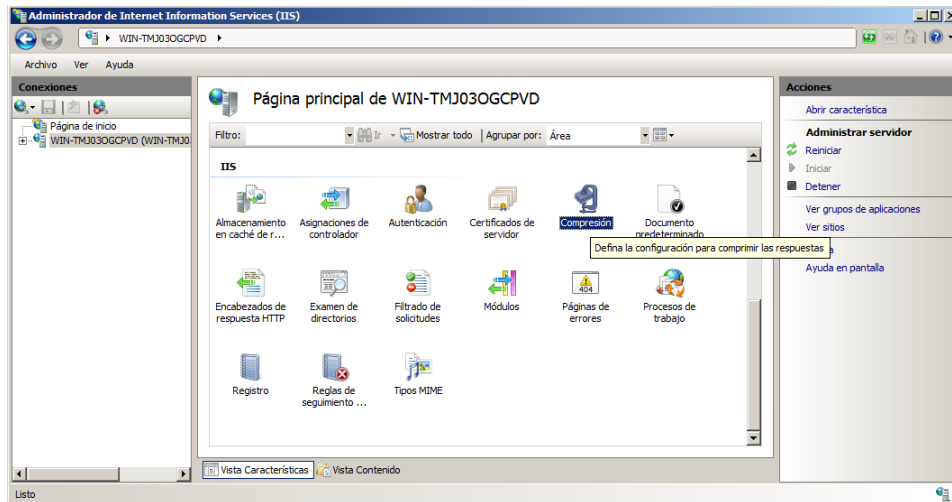 Administrador de Internet Information Services (IIS)
WIN-TMJ03OGCPVD
Archivo Ver Ayuda
Conexiones
Página de inicio
WIN-TMJ03OGCPVD (WIN-TMJ0
Página principal de WIN-TMJ03OGCPVD
Filtro: Ir Mostrar todo Agrupar por: Área
IIS
Almacenamiento en caché de r...
Asignaciones de controlador
Autenticación
Certificados de servidor
Compresión
Documento predeterminado
Defina la configuración para comprimir las respuestas
Encabezados de respuesta HTTP
Examen de directorios
Filtrado de solicitudes
Módulos
404
Páginas de errores
Procesos de trabajo
Registro
Reglas de seguimiento ...
Tipos MIME
Vista Características Vista Contenido
Acciones
Abrir característica
Administrar servidor
Reiniciar
Iniciar
Detener
Ver grupos de aplicaciones
Ver sitios
Ayuda en pantalla
Listo